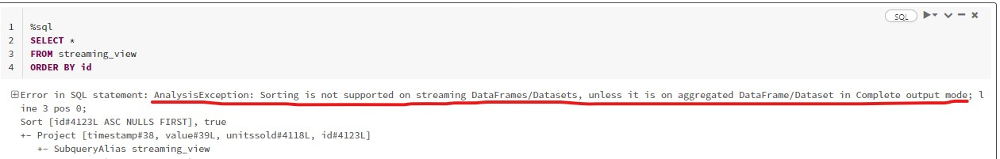 SQL
1 %sql
2 SELECT *
3 FROM streaming_view
4 ORDER BY id
Error in SQL statement: AnalysisException: Sorting is not supported on streaming DataFrames/Datasets, unless it is on aggregated DataFrame/Dataset in Complete output mode; l
ine 3 pos 0;
Sort [id#4123L ASC NULLS FIRST], true
+- Project [timestamp#38, value#39L, unitssold#4118L, id#4123L]
+- SubqueryAlias streaming_view